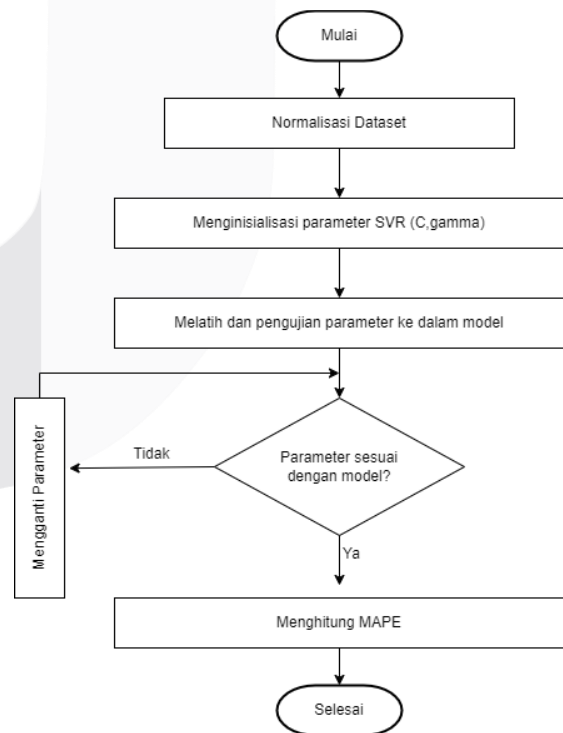 Mulai
Normalisasi Dataset
Menginisialisasi parameter SVR (C,gamma)
Melatih dan pengujian parameter ke dalam model
Parameter sesuai
dengan model?
Tidak
Mengganti Parameter
Ya
Menghitung MAPE
Selesai